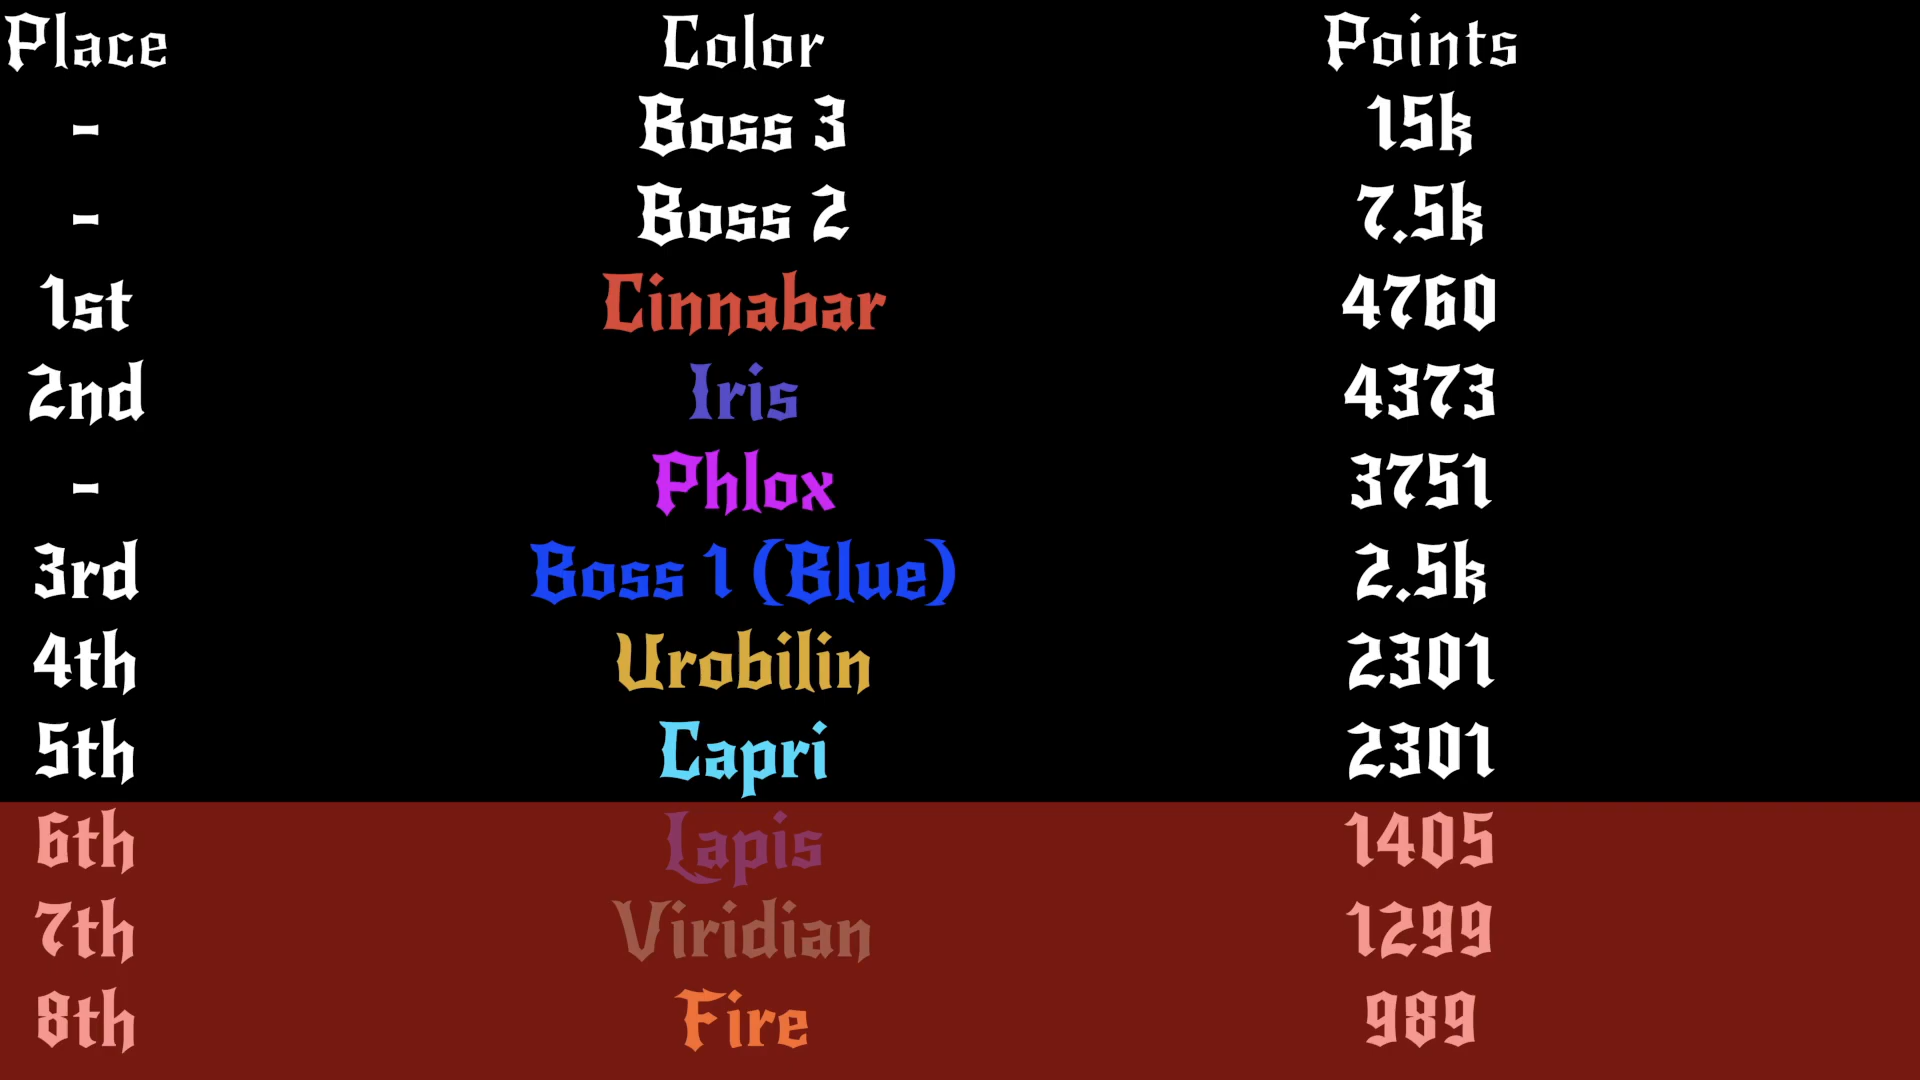 Place Color Points
- Boss 3 15k
- Boss 2 7.5k
1st Cinnabar 4760
2nd Iris 4373
- Phlox 3751
3rd Boss 1 (Blue) 2.5k
4th Urobilin 2301
5th Capri 2301
6th Lapis 1405
7th Viridian 1299
8th Fire 989